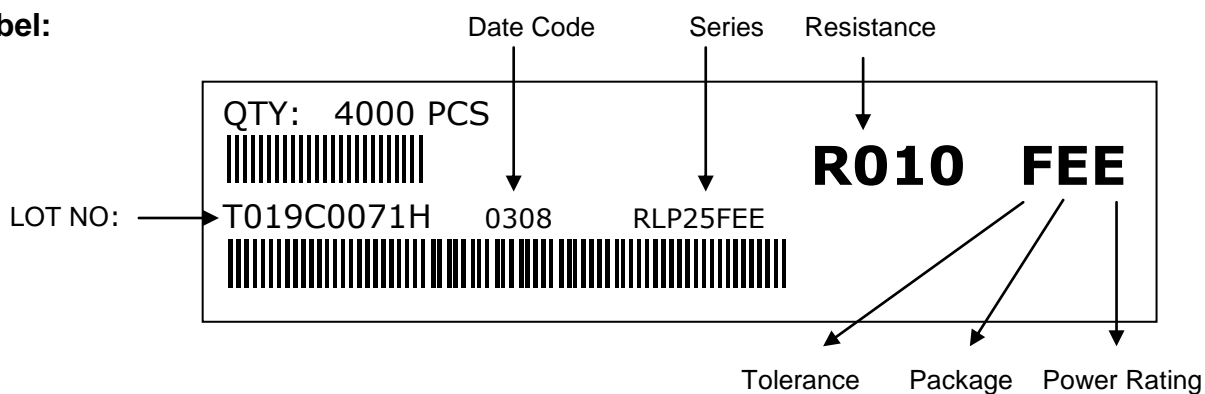 bel:
Date Code Series Resistance
QTY: 4000 PCS
R010 FEE
LOT NO: T019C0071H 0308 RLP25FEE
Tolerance Package Power Rating